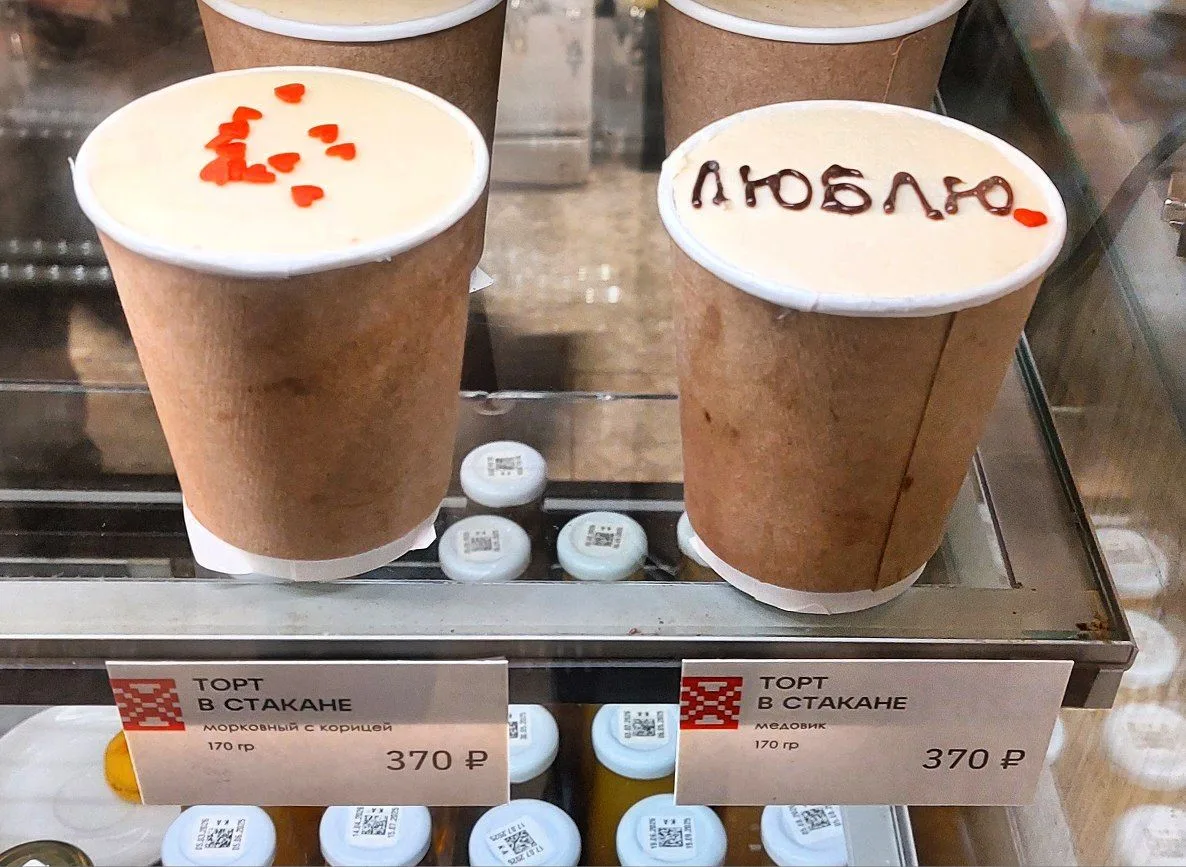 ЛЮБЛЮ
ТОРТ
В СТАКАНЕ
морковный с корицей
170 гр
370 ₽
ТОРТ
В СТАКАНЕ
медовик
170 гр
370 ₽